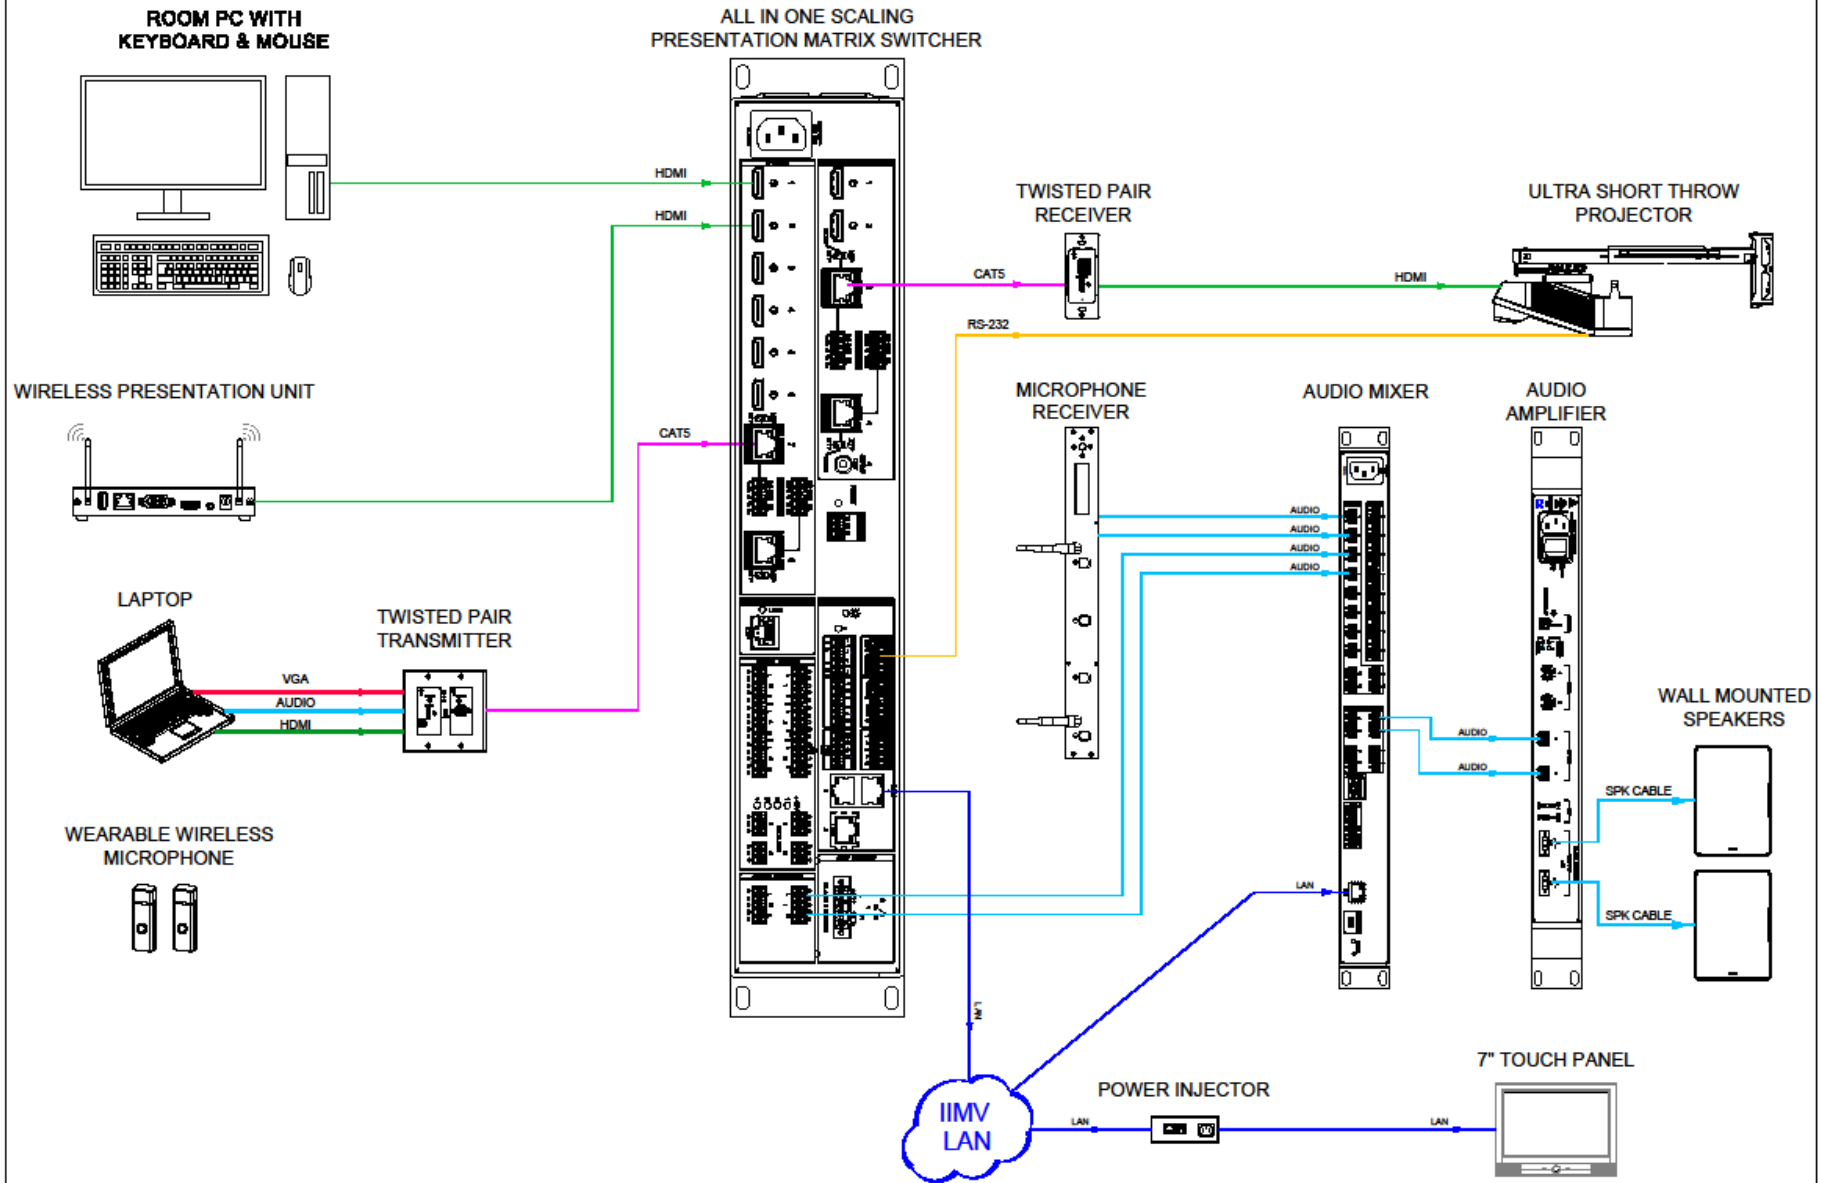 ROOM PC WITH
KEYBOARD & MOUSE
ALL IN ONE SCALING
PRESENTATION MATRIX SWITCHER
HDMI
HDMI
TWISTED PAIR
RECEIVER
ULTRA SHORT THROW
PROJECTOR
CAT5
HDMI
RS-232
WIRELESS PRESENTATION UNIT
MICROPHONE
RECEIVER
AUDIO MIXER
AUDIO
AMPLIFIER
CAT5
AUDIO
AUDIO
AUDIO
AUDIO
LAPTOP
TWISTED PAIR
TRANSMITTER
VGA
AUDIO
HDMI
WALL MOUNTED
SPEAKERS
AUDIO
AUDIO
SPK CABLE
WEARABLE WIRELESS
MICROPHONE
LAN
SPK CABLE
LAN
7" TOUCH PANEL
POWER INJECTOR
IIMV
LAN
LAN
LAN